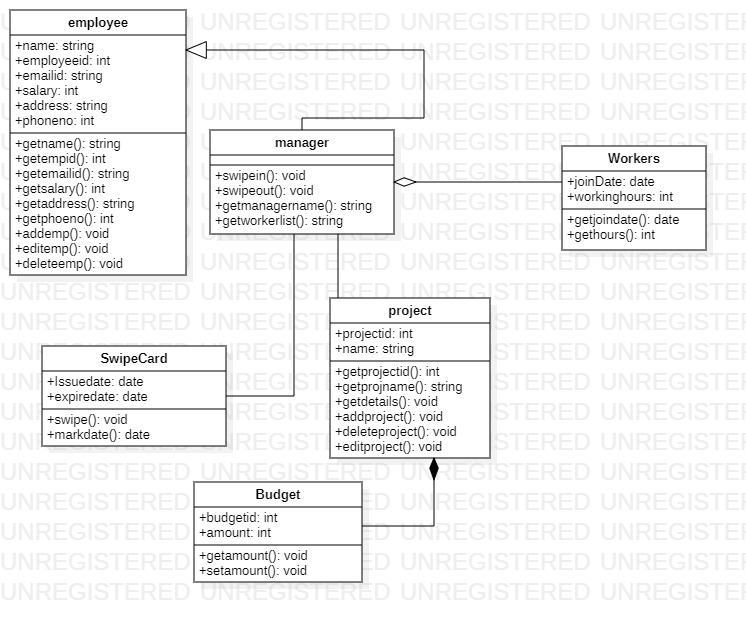 employee
+name: string
+employeeid: int
+emailid: string
+salary: int
+address: string
+phoneno: int
+getname(): string
+getempid(): int
+getemailid(): string
+getsalary(): int
+getaddress(): string
+getphoeno(): int
+addemp(): void
+editemp(): void
+deleteemp(): void
manager
+swipein(): void
+swipeout(): void
+getmanagername(): string
+getworkerlist(): string
Workers
+joinDate: date
+workinghours: int
+getjoindate(): date
+gethours(): int
project
+projectid: int
+name: string
+getprojectid(): int
+getprojname(): string
+getdetails(): void
+addproject(): void
+deleteproject(): void
+editproject(): void
SwipeCard
+Issuedate: date
+expiredate: date
+swipe(): void
+markdate(): date
Budget
+budgetid: int
+amount: int
+getamount(): void
+setamount(): void
UNREGISTERED